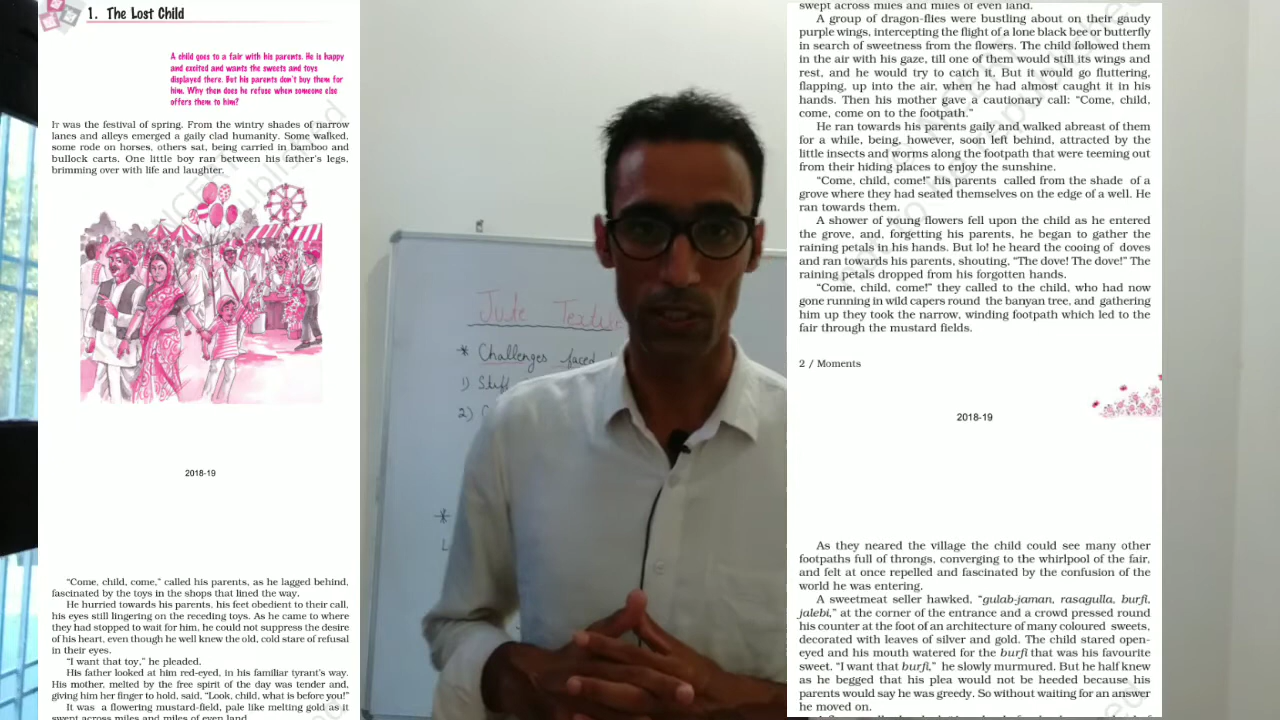 1. The Lost Child
A child goes to a fair with his parents. He is happy
and excited and wants the sweets and toys
displayed there. But his parents don't buy them for
him. Why then does he refuse when someone else
offers them to him?
IT was the festival of spring. From the wintry shades of narrow
lanes and alleys emerged a gaily clad humanity. Some walked,
some rode on horses, others sat, being carried in bamboo and
bullock carts. One little boy ran between his father's legs,
brimming over with life and laughter.
2018-19
"Come, child, come," called his parents, as he lagged behind,
fascinated by the toys in the shops that lined the way.
He hurried towards his parents, his feet obedient to their call,
his eyes still lingering on the receding toys. As he came to where
they had stopped to wait for him, he could not suppress the desire
of his heart, even though he well knew the old, cold stare of refusal
in their eyes.
"I want that toy," he pleaded.
His father looked at him red-eyed, in his familiar tyrant's way.
His mother, melted by the free spirit of the day was tender and,
giving him her finger to hold, said, "Look, child, what is before you!"
It was a flowering mustard-field, pale like melting gold as it
swept across miles and miles of even land.
Jute
* Challenges faced
1) Stiff
2)
*
swept across miles and miles of even land.
A group of dragon-flies were bustling about on their gaudy
purple wings, intercepting the flight of a lone black bee or butterfly
in search of sweetness from the flowers. The child followed them
in the air with his gaze, till one of them would still its wings and
rest, and he would try to catch it. But it would go fluttering,
flapping, up into the air, when he had almost caught it in his
hands. Then his mother gave a cautionary call: "Come, child,
come, come on to the footpath."
He ran towards his parents gaily and walked abreast of them
for a while, being, however, soon left behind, attracted by the
little insects and worms along the footpath that were teeming out
from their hiding places to enjoy the sunshine.
"Come, child, come!" his parents called from the shade of a
grove where they had seated themselves on the edge of a well. He
ran towards them.
A shower of young flowers fell upon the child as he entered
the grove, and, forgetting his parents, he began to gather the
raining petals in his hands. But lo! he heard the cooing of doves
and ran towards his parents, shouting, "The dove! The dove!" The
raining petals dropped from his forgotten hands.
"Come, child, come!" they called to the child, who had now
gone running in wild capers round the banyan tree, and gathering
him up they took the narrow, winding footpath which led to the
fair through the mustard fields.
2 / Moments
2018-19
As they neared the village the child could see many other
footpaths full of throngs, converging to the whirlpool of the fair,
and felt at once repelled and fascinated by the confusion of the
world he was entering.
A sweetmeat seller hawked, "gulab-jaman, rasagulla, burfi,
jalebi," at the corner of the entrance and a crowd pressed round
his counter at the foot of an architecture of many coloured sweets,
decorated with leaves of silver and gold. The child stared open-
eyed and his mouth watered for the burfi that was his favourite
sweet. "I want that burfi," he slowly murmured. But he half knew
as he begged that his plea would not be heeded because his
parents would say he was greedy. So without waiting for an answer
he moved on.